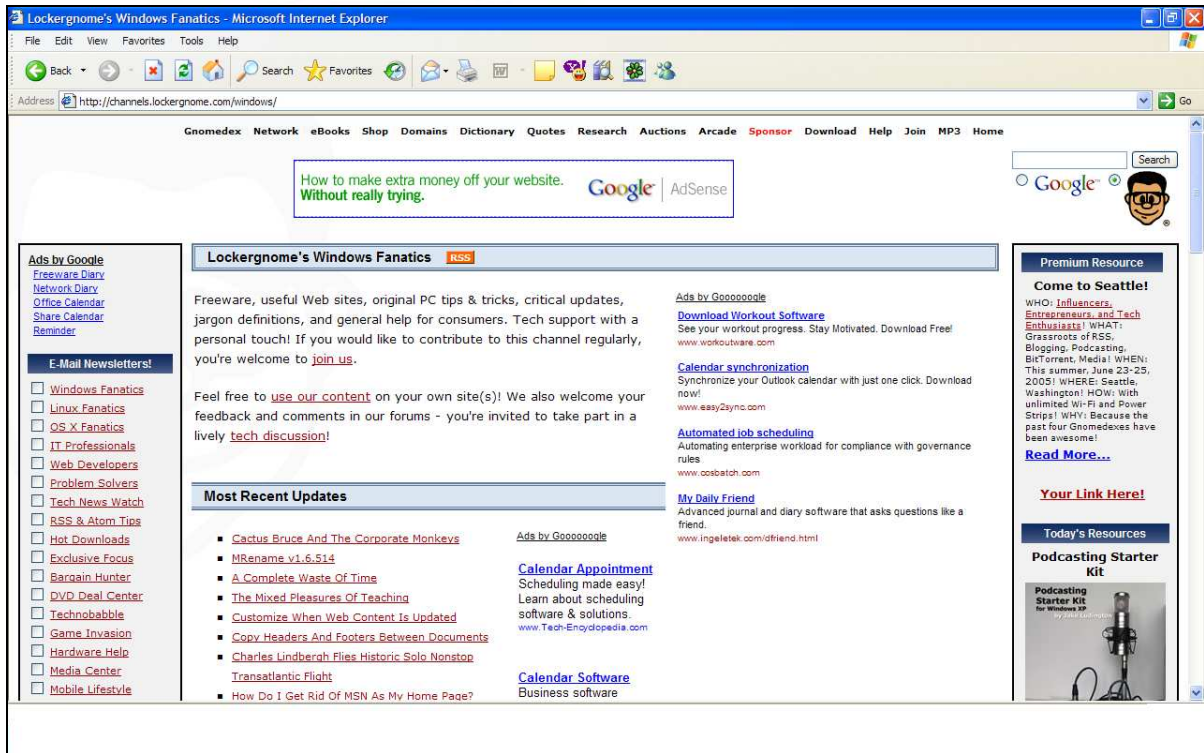 Lockergnome's Windows Fanatics - Microsoft Internet Explorer
File Edit View Favorites Tools Help
Back Search Favorites
Address http://channels.lockergnome.com/windows/ Go
Gnomedex Network eBooks Shop Domains Dictionary Quotes Research Auctions Arcade Sponsor Download Help Join MP3 Home
How to make extra money off your website.
Without really trying.
Google AdSense
Search
Google
Ads by Google
Freeware Diary
Network Diary
Office Calendar
Share Calendar
Reminder
E-Mail Newsletters!
Windows Fanatics
Linux Fanatics
OS X Fanatics
IT Professionals
Web Developers
Problem Solvers
Tech News Watch
RSS & Atom Tips
Hot Downloads
Exclusive Focus
Bargain Hunter
DVD Deal Center
Technobabble
Game Invasion
Hardware Help
Media Center
Mobile Lifestyle
Lockergnome's Windows Fanatics RSS
Freeware, useful Web sites, original PC tips & tricks, critical updates,
jargon definitions, and general help for consumers. Tech support with a
personal touch! If you would like to contribute to this channel regularly,
you're welcome to join us.
Feel free to use our content on your own site(s)! We also welcome your
feedback and comments in our forums - you're invited to take part in a
lively tech discussion!
Most Recent Updates
Cactus Bruce And The Corporate Monkeys
MRename v1.6.514
A Complete Waste Of Time
The Mixed Pleasures Of Teaching
Customize When Web Content Is Updated
Copy Headers And Footers Between Documents
Charles Lindbergh Flies Historic Solo Nonstop
Transatlantic Flight
How Do I Get Rid Of MSN As My Home Page?
Ads by Goooooogle
Calendar Appointment
Scheduling made easy!
Learn about scheduling
software & solutions.
www.Tech-Encyclopedia.com
Calendar Software
Business software
Ads by Goooooogle
Download Workout Software
See your workout progress. Stay Motivated. Download Free!
www.workoutware.com
Calendar synchronization
Synchronize your Outlook calendar with just one click. Download
now!
www.easy2sync.com
Automated job scheduling
Automating enterprise workload for compliance with governance
rules
www.cosbatch.com
My Daily Friend
Advanced journal and diary software that asks questions like a
friend.
www.ingeletek.com/dfriend.html
Premium Resource
Come to Seattle!
WHO: Influencers,
Entrepreneurs, and Tech
Enthusiasts! WHAT:
Grassroots of RSS,
Blogging, Podcasting,
BitTorrent, Media! WHEN:
This summer, June 23-25,
2005! WHERE: Seattle,
Washington! HOW: With
unlimited Wi-Fi and Power
Strips! WHY: Because the
past four Gnomedexes have
been awesome!
Read More...
Your Link Here!
Today's Resources
Podcasting Starter
Kit
Podcasting
Starter Kit
for Windows XP
by Jake Ludington